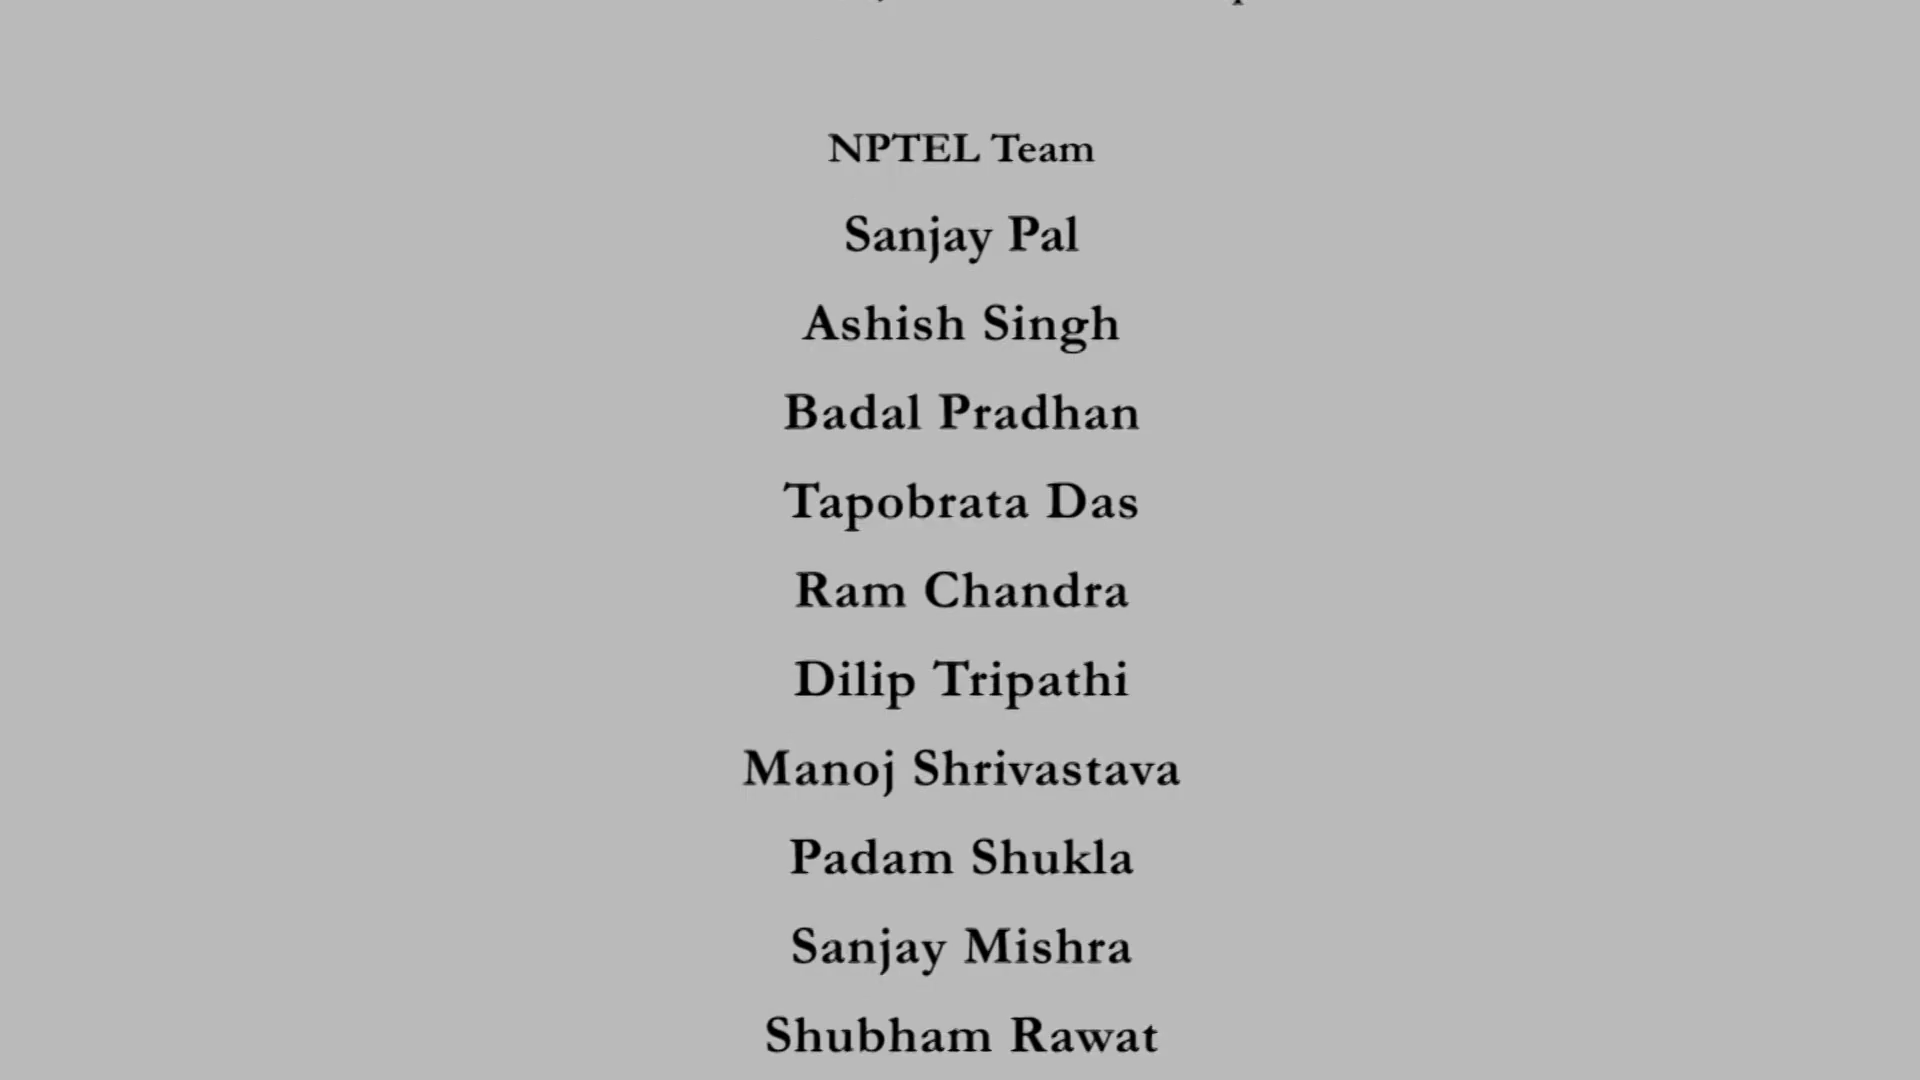 NPTEL Team
Sanjay Pal
Ashish Singh
Badal Pradhan
Tapobrata Das
Ram Chandra
Dilip Tripathi
Manoj Shrivastava
Padam Shukla
Sanjay Mishra
Shubham Rawat